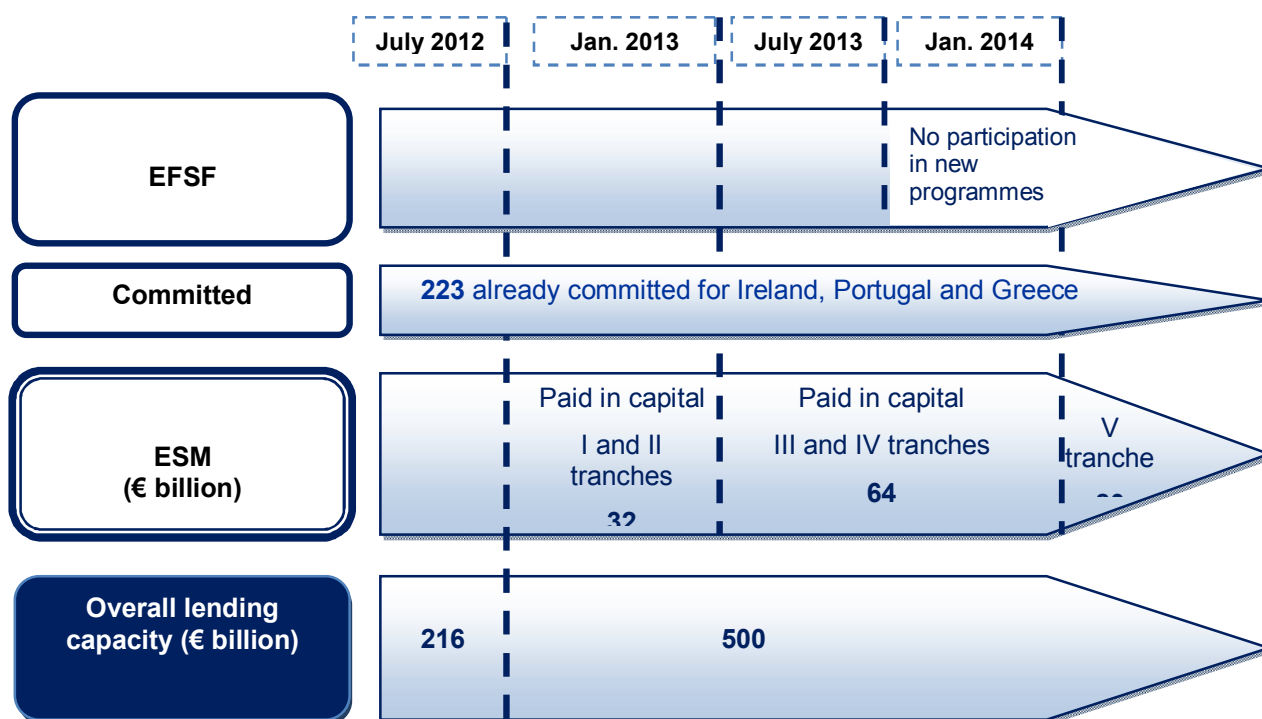 July 2012
Jan. 2013
July 2013
Jan. 2014
EFSF
No participation
in new
programmes
Committed
223 already committed for Ireland, Portugal and Greece
ESM
(€ billion)
Paid in capital
I and II
tranches
32
Paid in capital
III and IV tranches
64
V
tranche
Overall lending
capacity (€ billion)
216
500